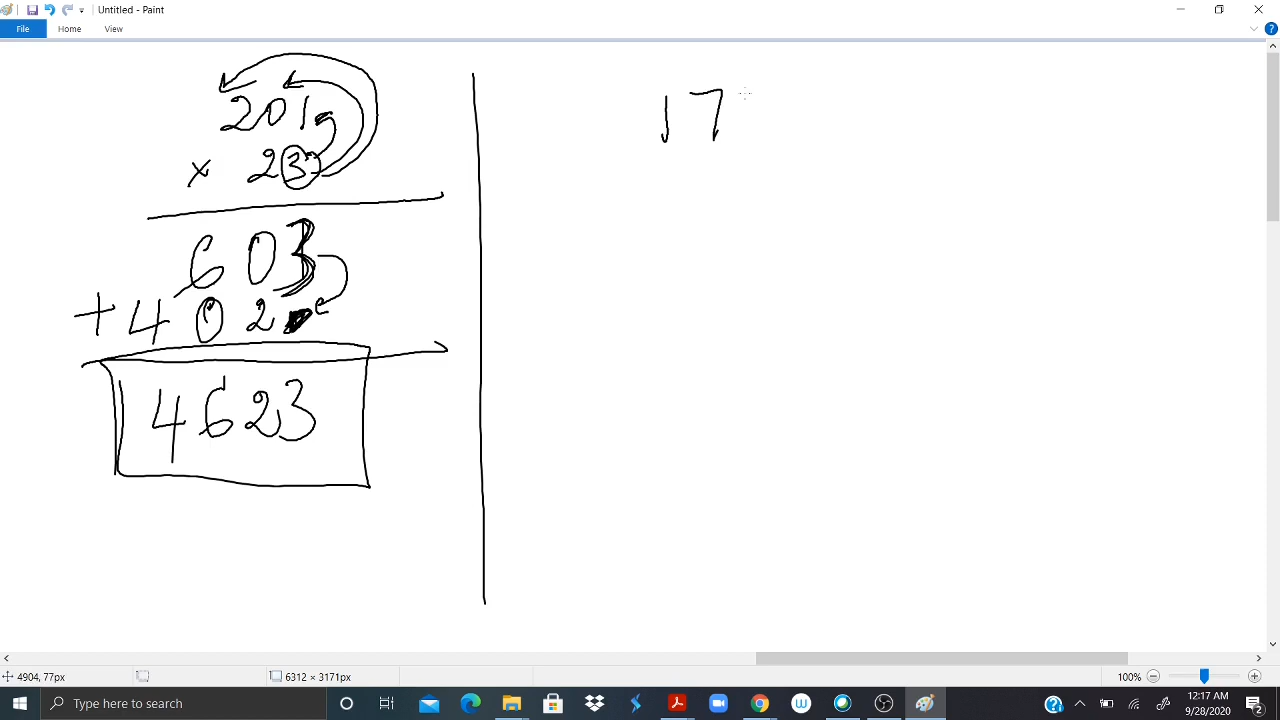 Untitled - Paint
File Home View
201
× 23
603
+ 402
4623
17
4904, 77px
6312 × 3171px
100%
Type here to search
12:17 AM
9/28/2020
2